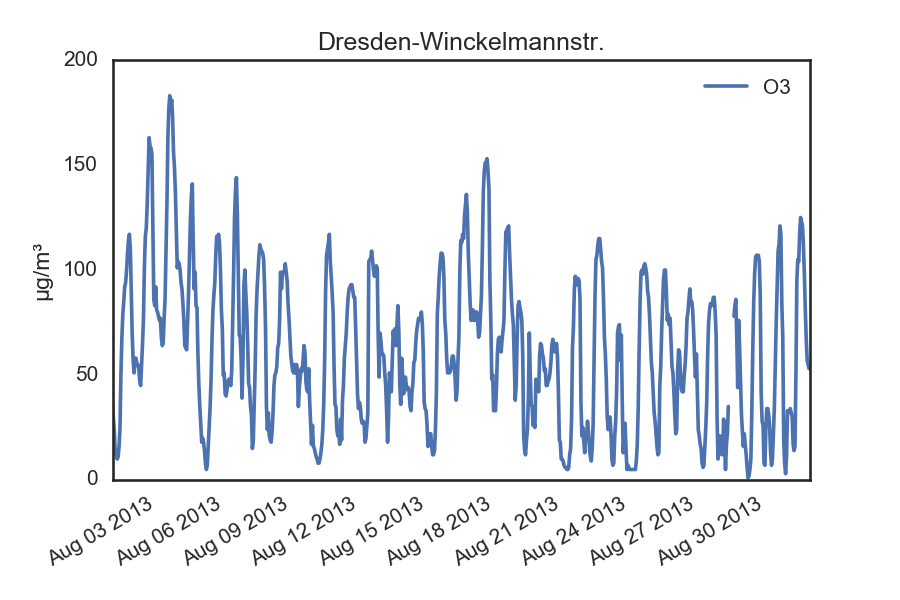 Dresden-Winckelmannstr.
200
150
100
50
0
µg/m³
O3
Aug 03 2013
Aug 06 2013
Aug 09 2013
Aug 12 2013
Aug 15 2013
Aug 18 2013
Aug 21 2013
Aug 24 2013
Aug 27 2013
Aug 30 2013